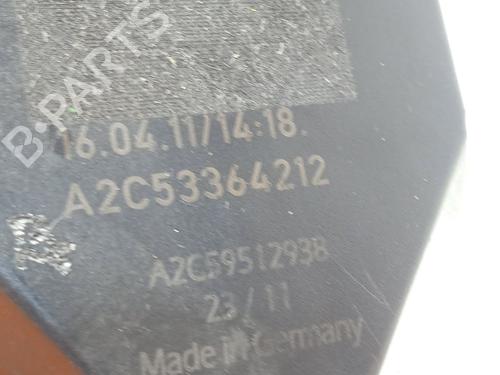 B-PARTS
16.04.11/14:18.
A2C53364212
A2C59512938
23/11
Made in Germany